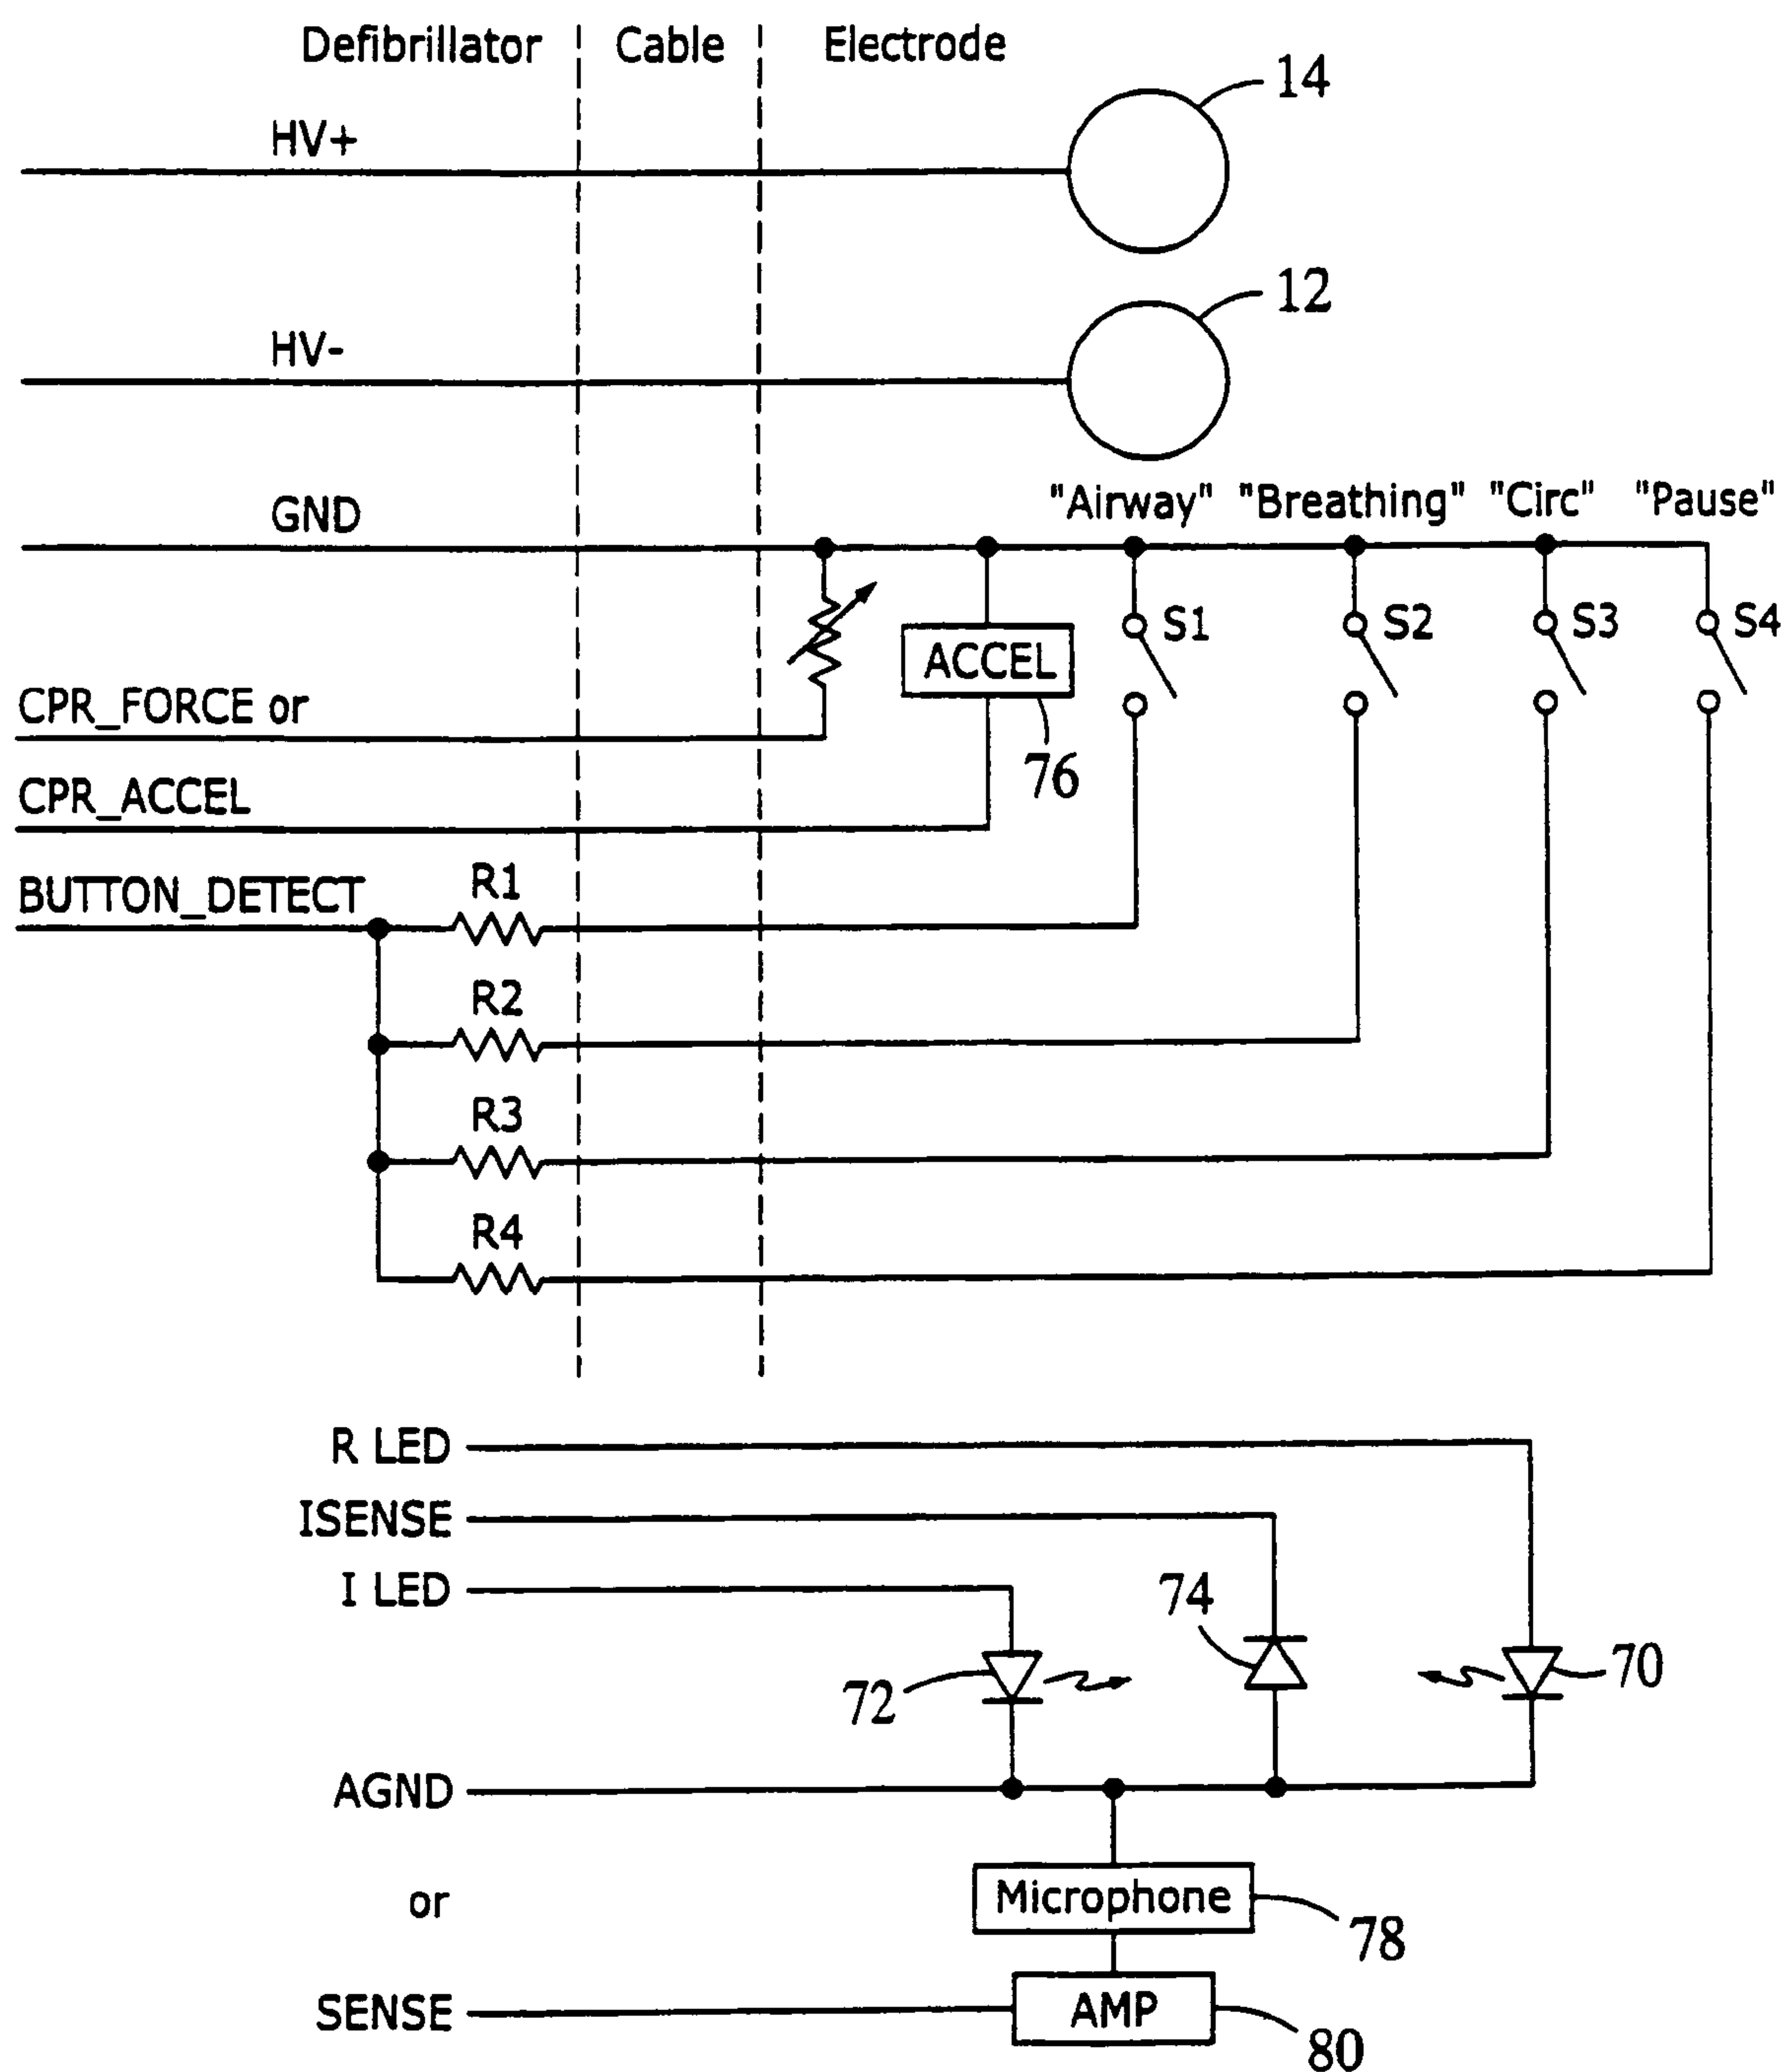 Defibrillator Cable Electrode
14
HV+
12
HV-
"Airway" "Breathing" "Circ" "Pause"
GND
S1 S2 S3 S4
ACCEL
CPR_FORCE or
76
CPR_ACCEL
R1
BUTTON_DETECT
R2
R3
R4
R LED
ISENSE
I LED
74
70
72
AGND
Microphone
or
78
SENSE
AMP
80